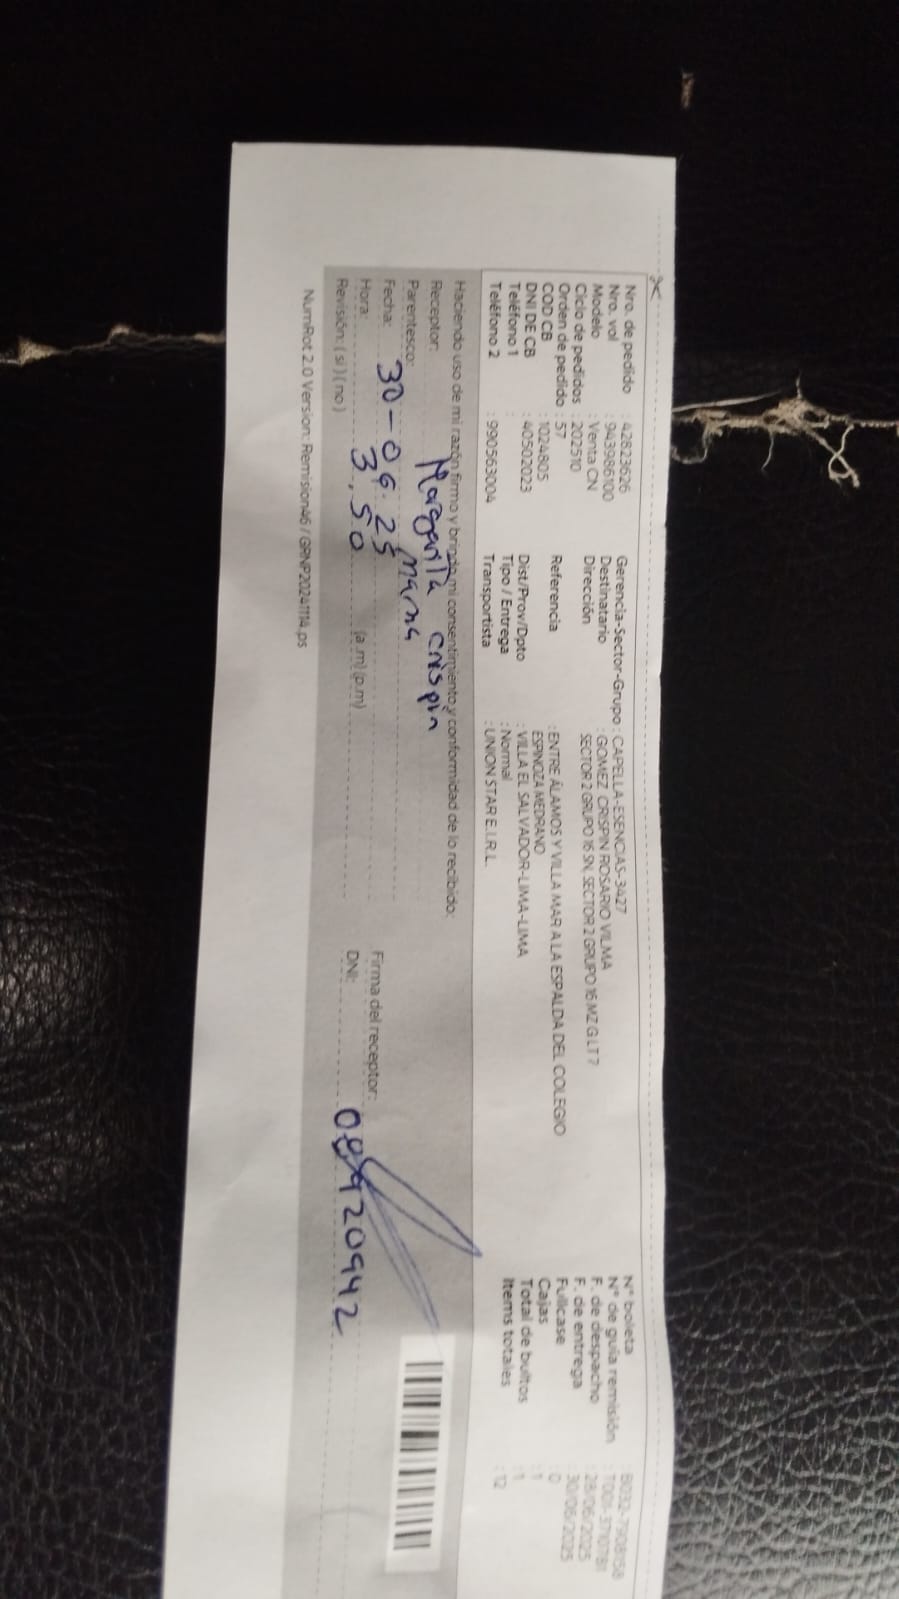 Nro. de pedido : 42823626
Nro. vol : 943986100
Modelo : Venta CN
Ciclo de pedidos : 202510
Orden de pedido : 57
COD CB : 1024805
DNI DE CB : 40502023
Teléfono 1 :
Teléfono 2 : 990563004
Gerencia-Sector-Grupo : CAPELLA-ESENCIAS-3427
Destinatario : GOMEZ CRISPIN ROSARIO VILMA
Dirección SECTOR 2 GRUPO 16 SN, SECTOR 2 GRUPO 16 MZ G LT 7
Referencia : ENTRE ÁLAMOS Y VILLA MAR A LA ESPALDA DEL COLEGIO
ESPINOZA MEDRANO
Dist/Prov/Dpto : VILLA EL SALVADOR-LIMA-LIMA
Tipo / Entrega : Normal
Transportista : UNION STAR E.I.R.L.
N° boleta
N° de guía remisión
F. de despacho : 28/06/2025
F. de entrega : 30/06/2025
Fullcase : 0
Cajas : 1
Total de bultos : 1
Items totales : 12
Haciendo uso de mi razón firmo y brindo mi consentimiento y conformidad de lo recibido:
Receptor: Margarita crispin
Parentesco: mama
Fecha: 30-06.25
Hora: 3,50 (a.m) (p.m)
Revisión: ( si ) ( no )
Firma del receptor:
DNI: 08920942
NumRot 2.0 Version: Remision46 / GRNP20241114.ps